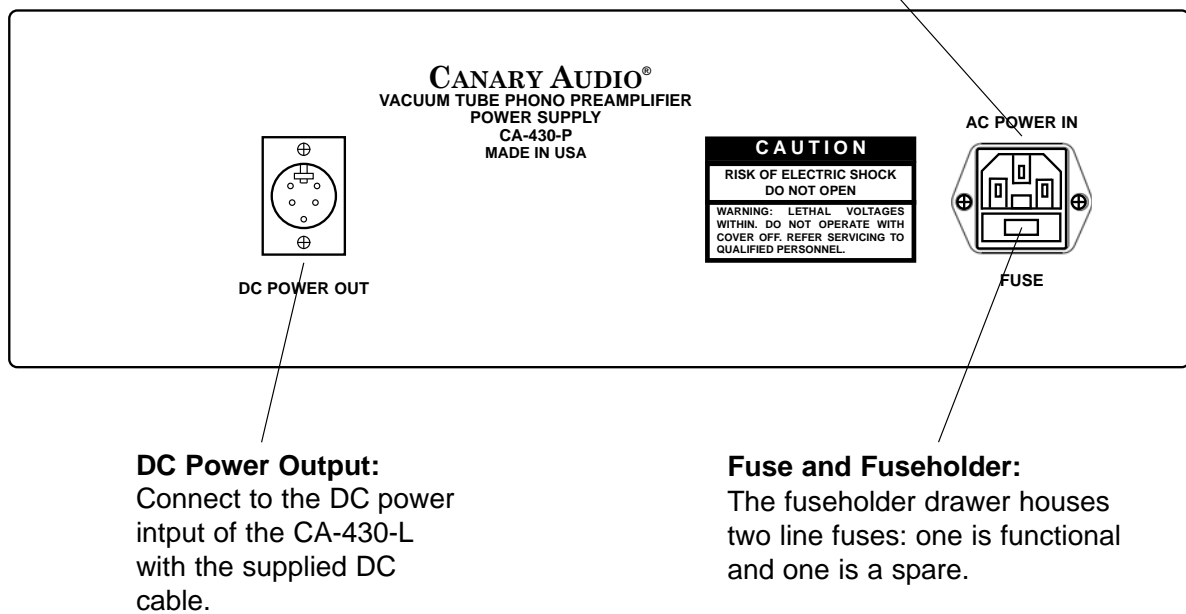 CANARY AUDIO®
VACUUM TUBE PHONO PREAMPLIFIER
POWER SUPPLY
CA-430-P
MADE IN USA
DC POWER OUT
CAUTION
RISK OF ELECTRIC SHOCK
DO NOT OPEN
WARNING: LETHAL VOLTAGES
WITHIN. DO NOT OPERATE WITH
COVER OFF. REFER SERVICING TO
QUALIFIED PERSONNEL.
AC POWER IN
FUSE
DC Power Output:
Connect to the DC power
intput of the CA-430-L
with the supplied DC
cable.
Fuse and Fuseholder:
The fuseholder drawer houses
two line fuses: one is functional
and one is a spare.